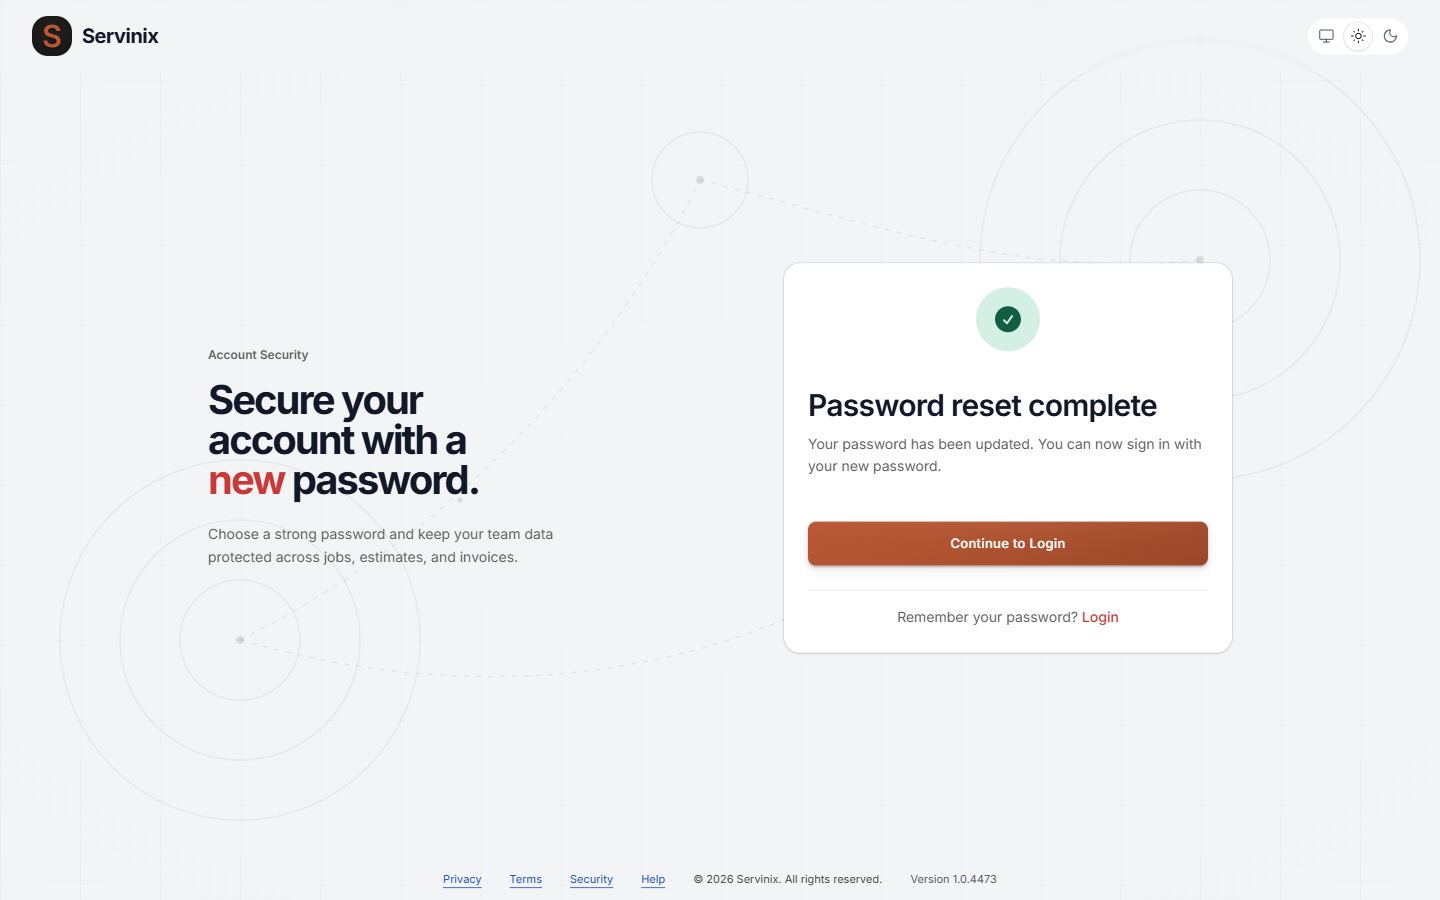 S Servinix
Account Security
Secure your
account with a
new password.
Choose a strong password and keep your team data
protected across jobs, estimates, and invoices.
Password reset complete
Your password has been updated. You can now sign in with
your new password.
Continue to Login
Remember your password? Login
Privacy Terms Security Help © 2026 Servinix. All rights reserved. Version 1.0.4473